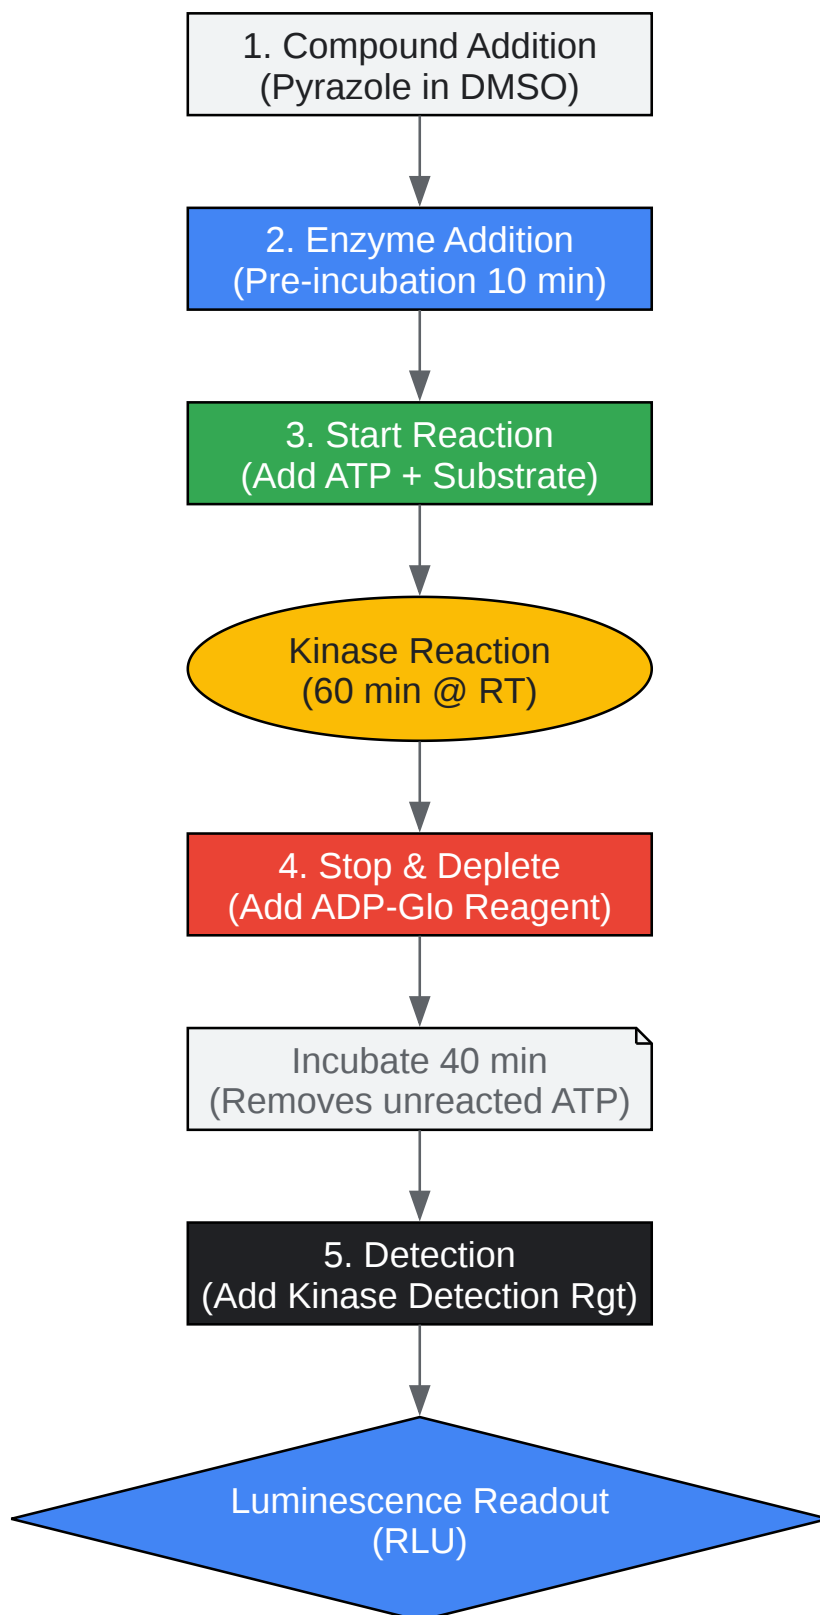 1. Compound Addition
(Pyrazole in DMSO)
2. Enzyme Addition
(Pre-incubation 10 min)
3. Start Reaction
(Add ATP + Substrate)
Kinase Reaction
(60 min @ RT)
4. Stop & Deplete
(Add ADP-Glo Reagent)
Incubate 40 min
(Removes unreacted ATP)
5. Detection
(Add Kinase Detection Rgt)
Luminescence Readout
(RLU)